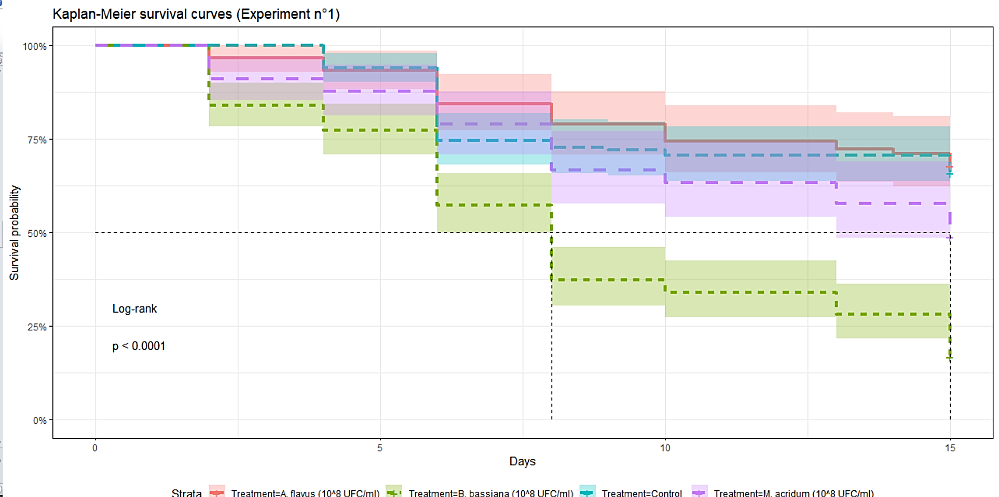 Kaplan-Meier survival curves (Experiment n°1)
100%
75%
50%
25%
0%
Survival probability
Log-rank
p < 0.0001
0 5 10 15
Days
Strata Treatment=A. flavus (10^8 UFC/ml) Treatment=B. bassiana (10^8 UFC/ml) Treatment=Control Treatment=M. acridum (10^8 UFC/ml)